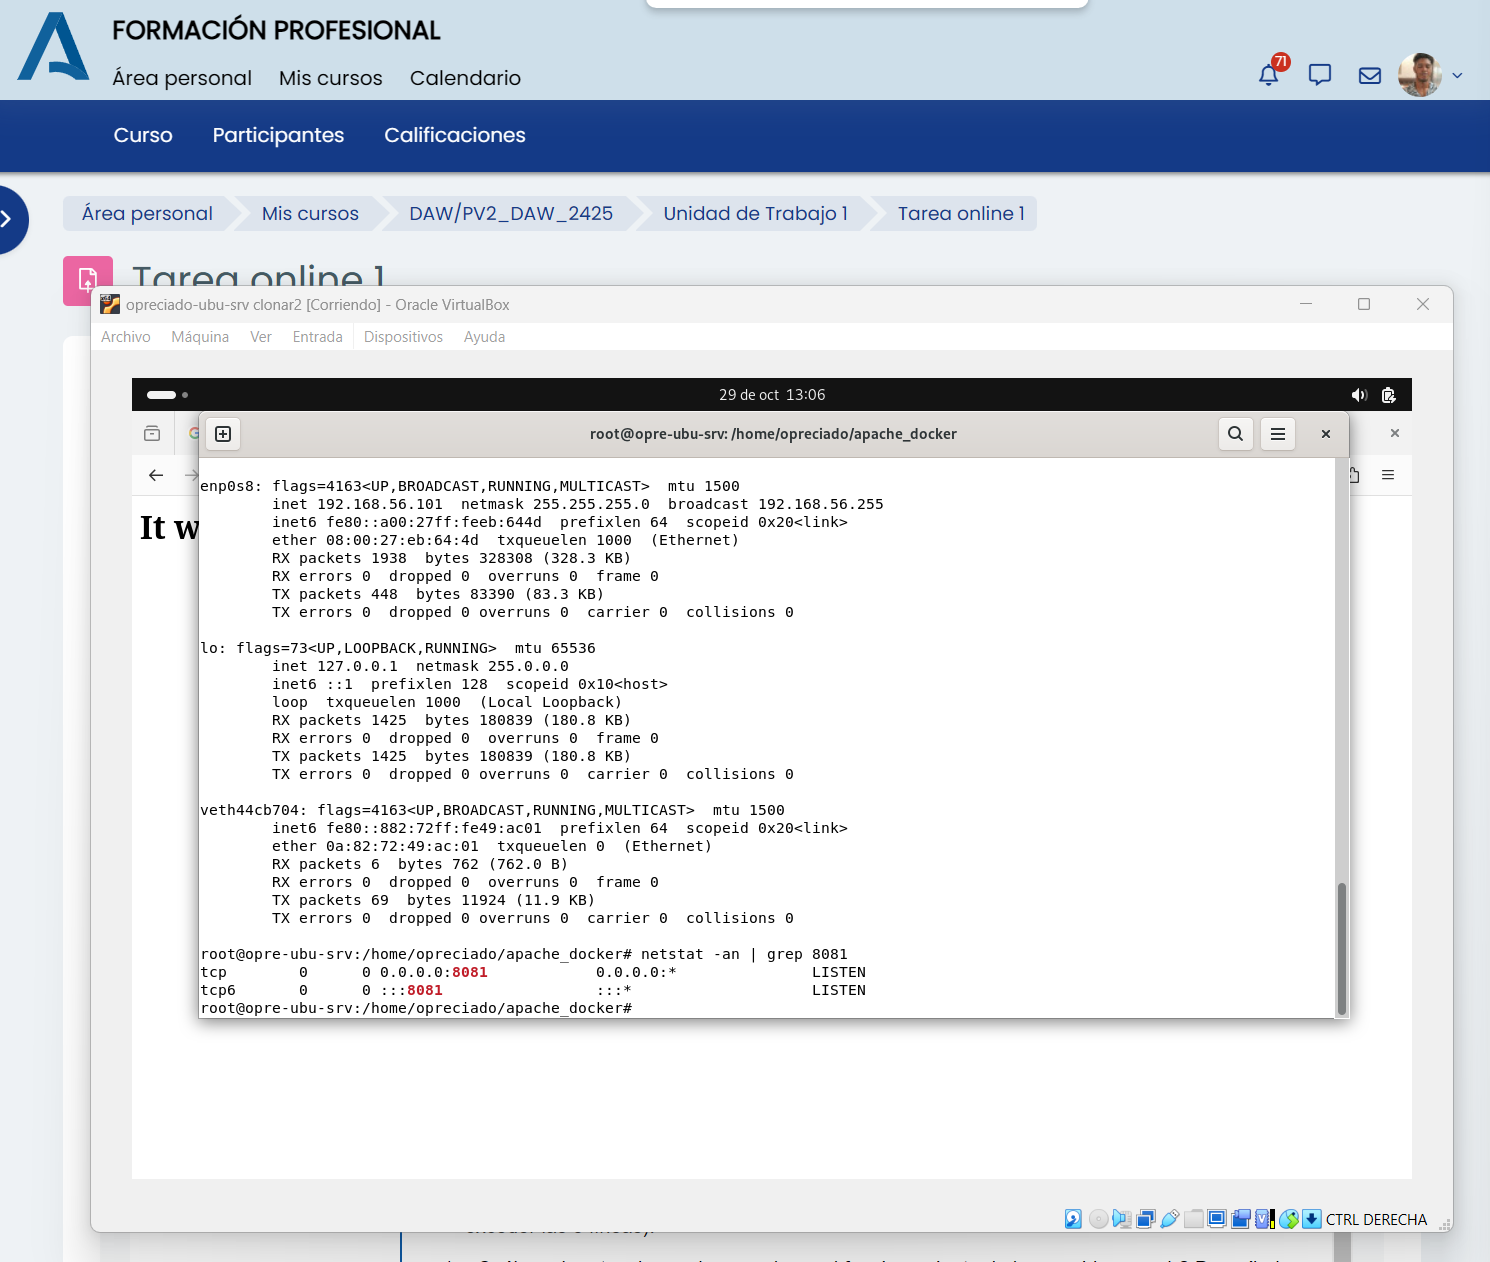 FORMACIÓN PROFESIONAL
Área personal Mis cursos Calendario
71
Curso Participantes Calificaciones
Área personal Mis cursos DAW/PV2_DAW_2425 Unidad de Trabajo 1 Tarea online 1
Tarea online 1
opreciado-ubu-srv clonar2 [Corriendo] - Oracle VirtualBox
Archivo Máquina Ver Entrada Dispositivos Ayuda
29 de oct 13:06
root@opre-ubu-srv: /home/opreciado/apache_docker
It w
enp0s8: flags=4163<UP,BROADCAST,RUNNING,MULTICAST>  mtu 1500
        inet 192.168.56.101  netmask 255.255.255.0  broadcast 192.168.56.255
        inet6 fe80::a00:27ff:feeb:644d  prefixlen 64  scopeid 0x20<link>
        ether 08:00:27:eb:64:4d  txqueuelen 1000  (Ethernet)
        RX packets 1938  bytes 328308 (328.3 KB)
        RX errors 0  dropped 0  overruns 0  frame 0
        TX packets 448  bytes 83390 (83.3 KB)
        TX errors 0  dropped 0 overruns 0  carrier 0  collisions 0
lo: flags=73<UP,LOOPBACK,RUNNING>  mtu 65536
        inet 127.0.0.1  netmask 255.0.0.0
        inet6 ::1  prefixlen 128  scopeid 0x10<host>
        loop  txqueuelen 1000  (Local Loopback)
        RX packets 1425  bytes 180839 (180.8 KB)
        RX errors 0  dropped 0  overruns 0  frame 0
        TX packets 1425  bytes 180839 (180.8 KB)
        TX errors 0  dropped 0 overruns 0  carrier 0  collisions 0
veth44cb704: flags=4163<UP,BROADCAST,RUNNING,MULTICAST>  mtu 1500
        inet6 fe80::882:72ff:fe49:ac01  prefixlen 64  scopeid 0x20<link>
        ether 0a:82:72:49:ac:01  txqueuelen 0  (Ethernet)
        RX packets 6  bytes 762 (762.0 B)
        RX errors 0  dropped 0  overruns 0  frame 0
        TX packets 69  bytes 11924 (11.9 KB)
        TX errors 0  dropped 0 overruns 0  carrier 0  collisions 0
root@opre-ubu-srv:/home/opreciado/apache_docker# netstat -an | grep 8081
tcp        0      0 0.0.0.0:8081            0.0.0.0:*               LISTEN
tcp6       0      0 :::8081                 :::*                    LISTEN
root@opre-ubu-srv:/home/opreciado/apache_docker#
CTRL DERECHA